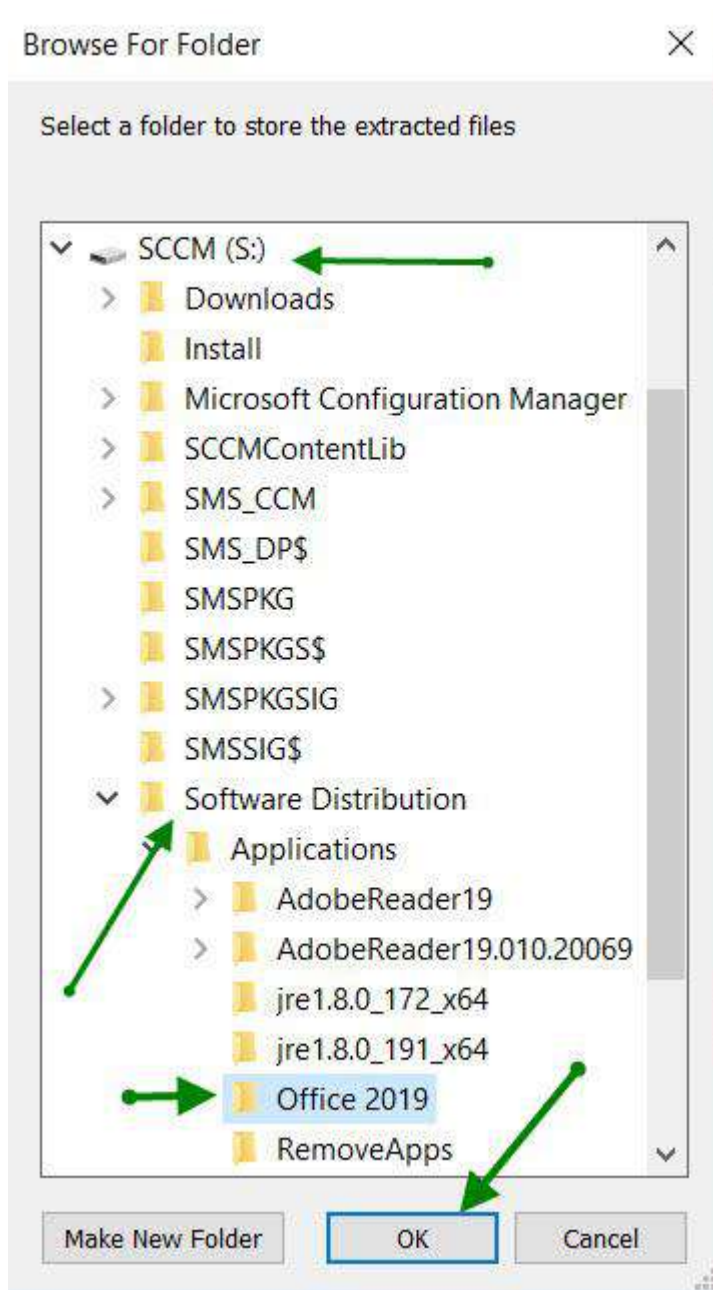 Browse For Folder
Select a folder to store the extracted files
SCCM (S:)
Downloads
Install
Microsoft Configuration Manager
SCCMContentLib
SMS_CCM
SMS_DP$
SMSPKG
SMSPKGS$
SMSPKGSIG
SMSSIG$
Software Distribution
Applications
AdobeReader19
AdobeReader19.010.20069
jre1.8.0_172_x64
jre1.8.0_191_x64
Office 2019
RemoveApps
Make New Folder OK Cancel